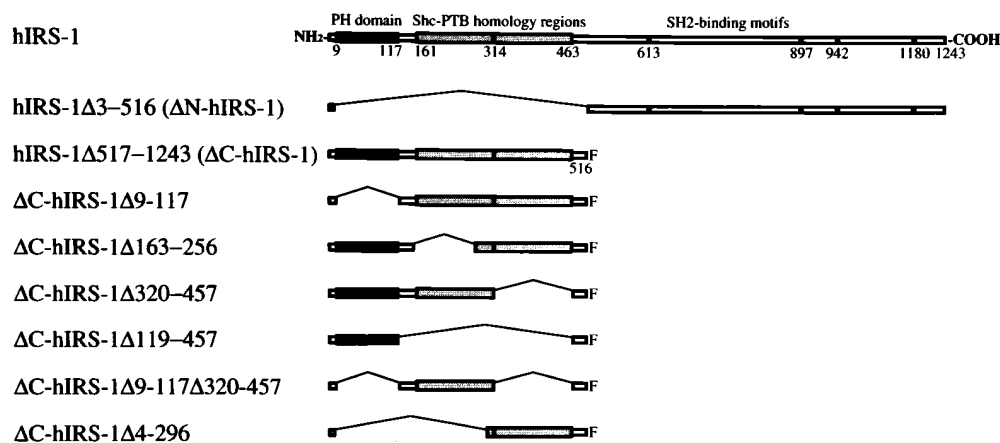 PH domain Shc-PTB homology regions SH2-binding motifs
hIRS-1 NH2- -COOH
9 117 161 314 463 613 897 942 1180 1243
hIRS-1Δ3–516 (ΔN-hIRS-1)
hIRS-1Δ517–1243 (ΔC-hIRS-1) F
516
ΔC-hIRS-1Δ9-117 F
ΔC-hIRS-1Δ163–256 F
ΔC-hIRS-1Δ320–457 F
ΔC-hIRS-1Δ119–457 F
ΔC-hIRS-1Δ9-117Δ320-457 F
ΔC-hIRS-1Δ4-296 F